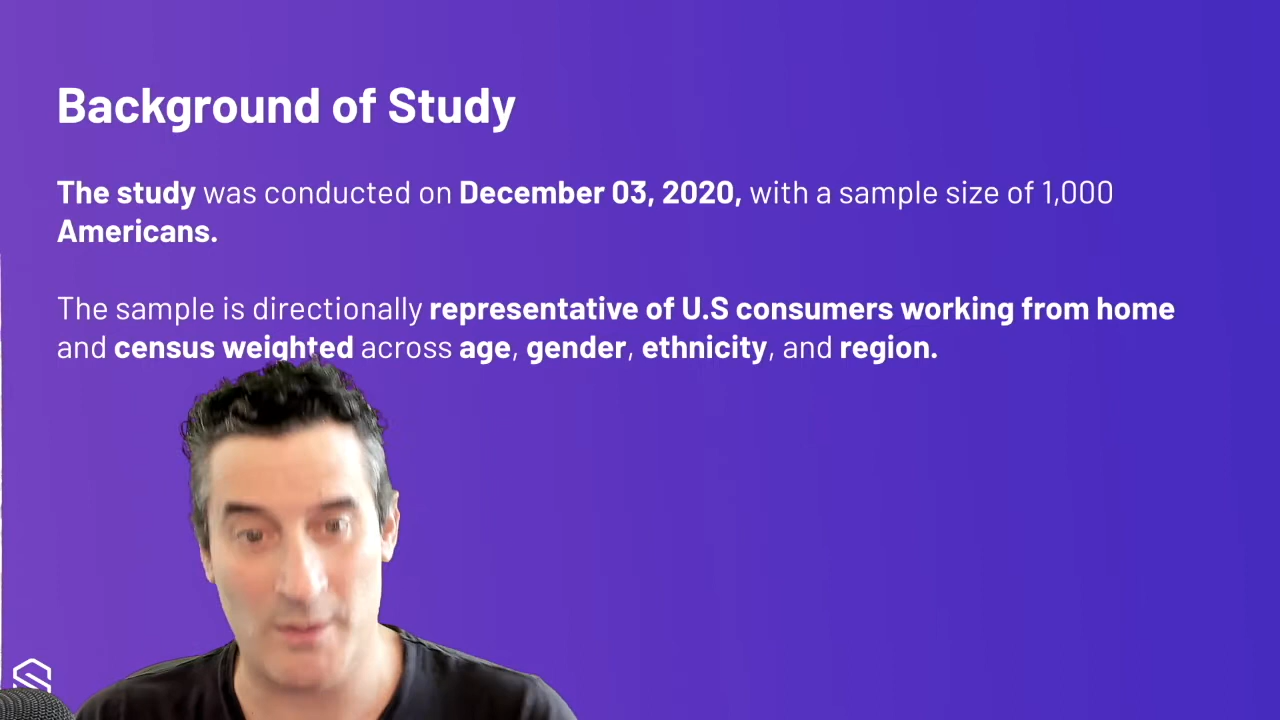 Background of Study
The study was conducted on December 03, 2020, with a sample size of 1,000
Americans.
The sample is directionally representative of U.S consumers working from home
and census weighted across age, gender, ethnicity, and region.